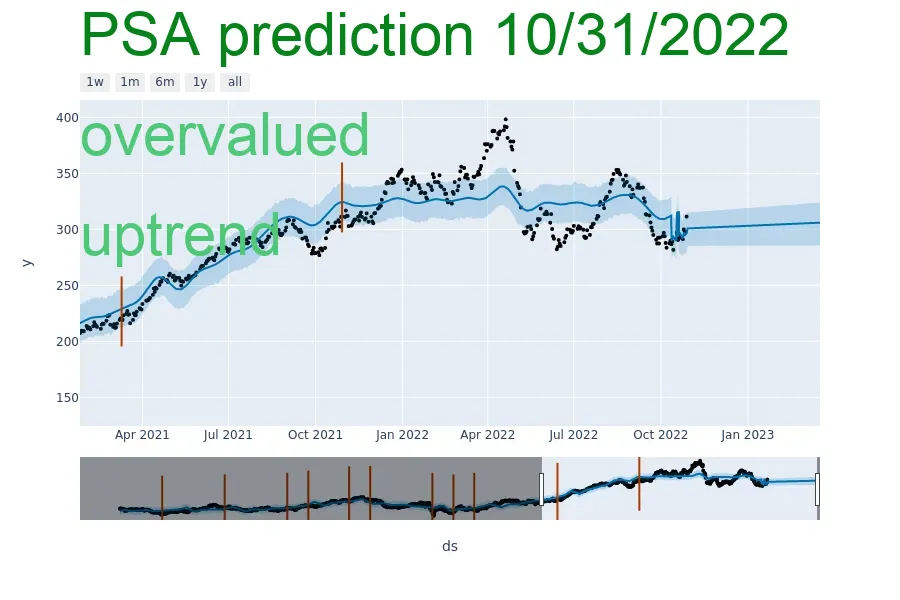 PSA prediction 10/31/2022
1w 1m 6m 1y all
overvalued
uptrend
400
350
300
250
200
150
y
Apr 2021 Jul 2021 Oct 2021 Jan 2022 Apr 2022 Jul 2022 Oct 2022 Jan 2023
ds